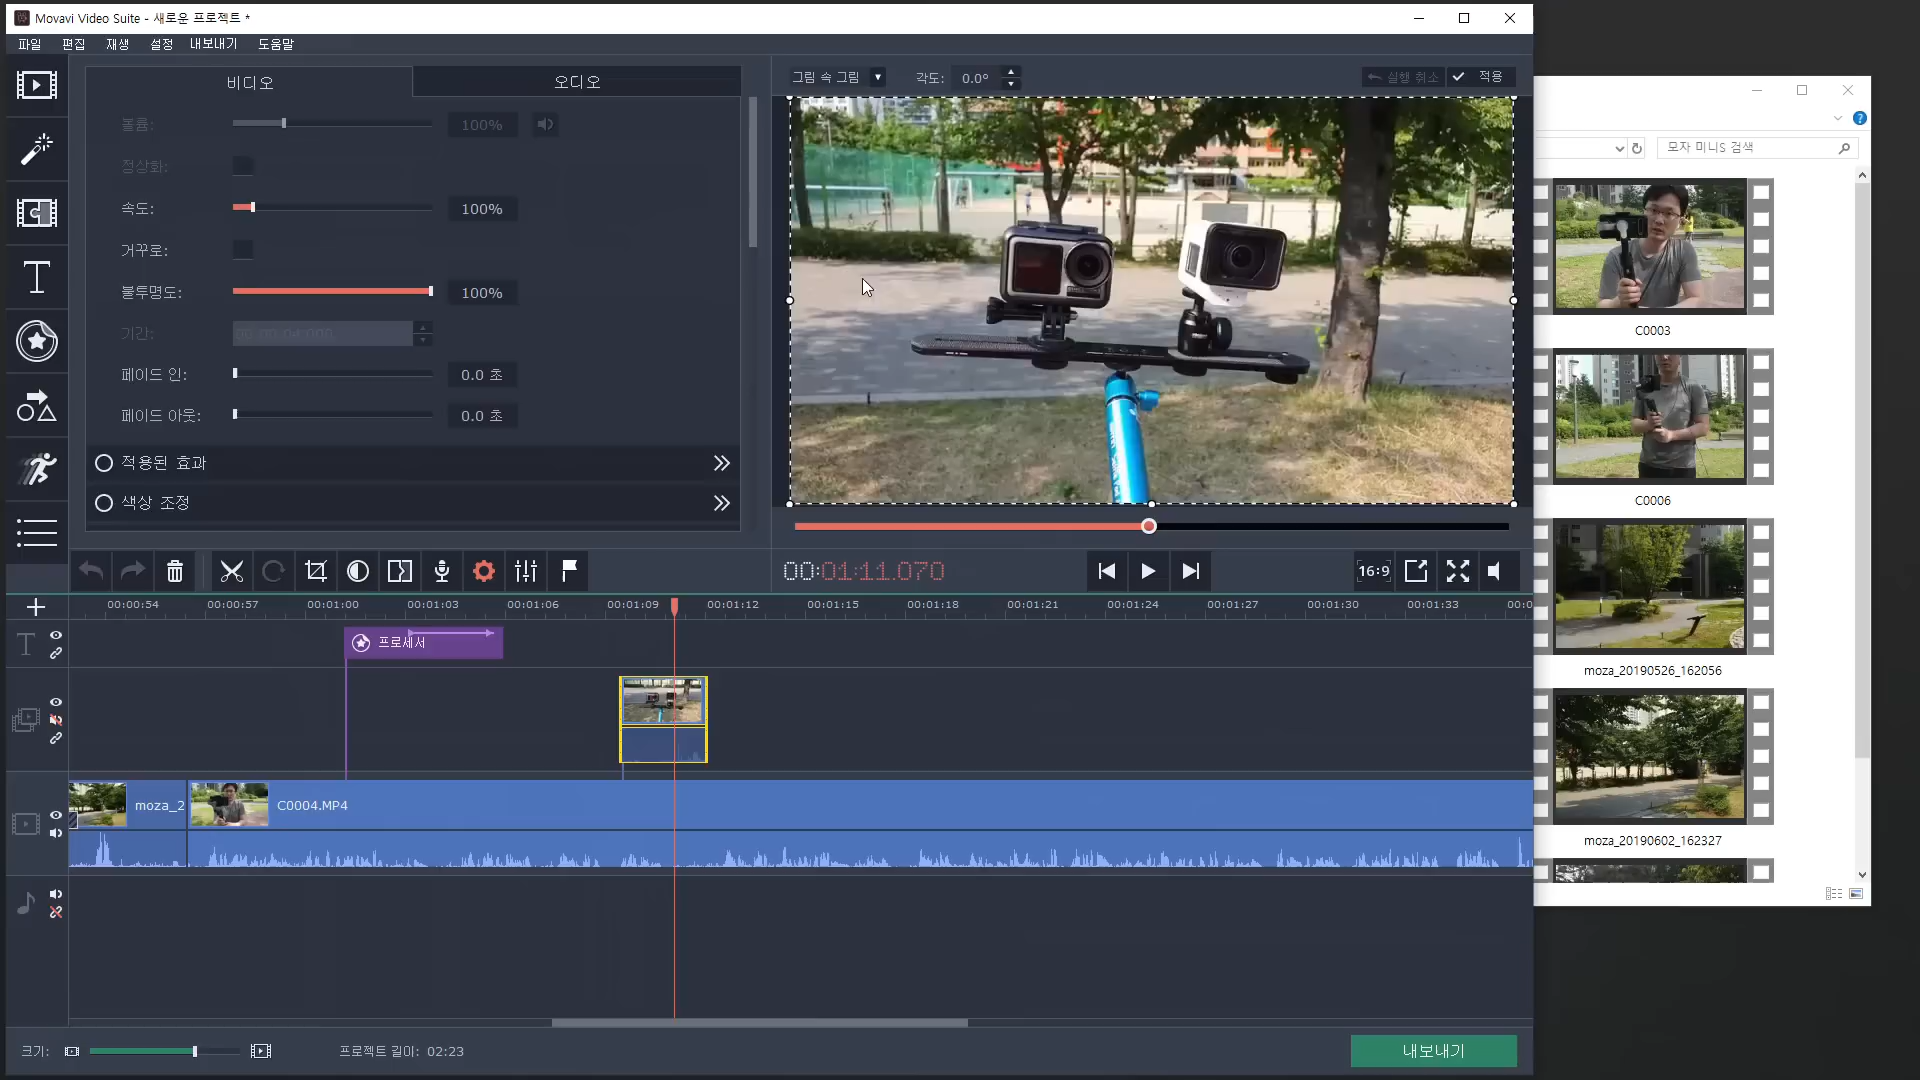 Movavi Video Suite - 새로운 프로젝트 *
파일 편집 재생 설정 내보내기 도움말
비디오 오디오
볼륨: 100%
정상화:
속도: 100%
거꾸로:
불투명도: 100%
기간: 00:00:04.000
페이드 인: 0.0 초
페이드 아웃: 0.0 초
적용된 효과
색상 조정
그림 속 그림 각도: 0.0° 실행 취소 적용
00:01:11.070
16:9
00:00:54 00:00:57 00:01:00 00:01:03 00:01:06 00:01:09 00:01:12 00:01:15 00:01:18 00:01:21 00:01:24 00:01:27 00:01:30 00:01:33 00:0
프로세서
moza_2 C0004.MP4
크기: 프로젝트 길이: 02:23 내보내기
모자 미니S 검색
C0003
C0006
moza_20190526_162056
moza_20190602_162327